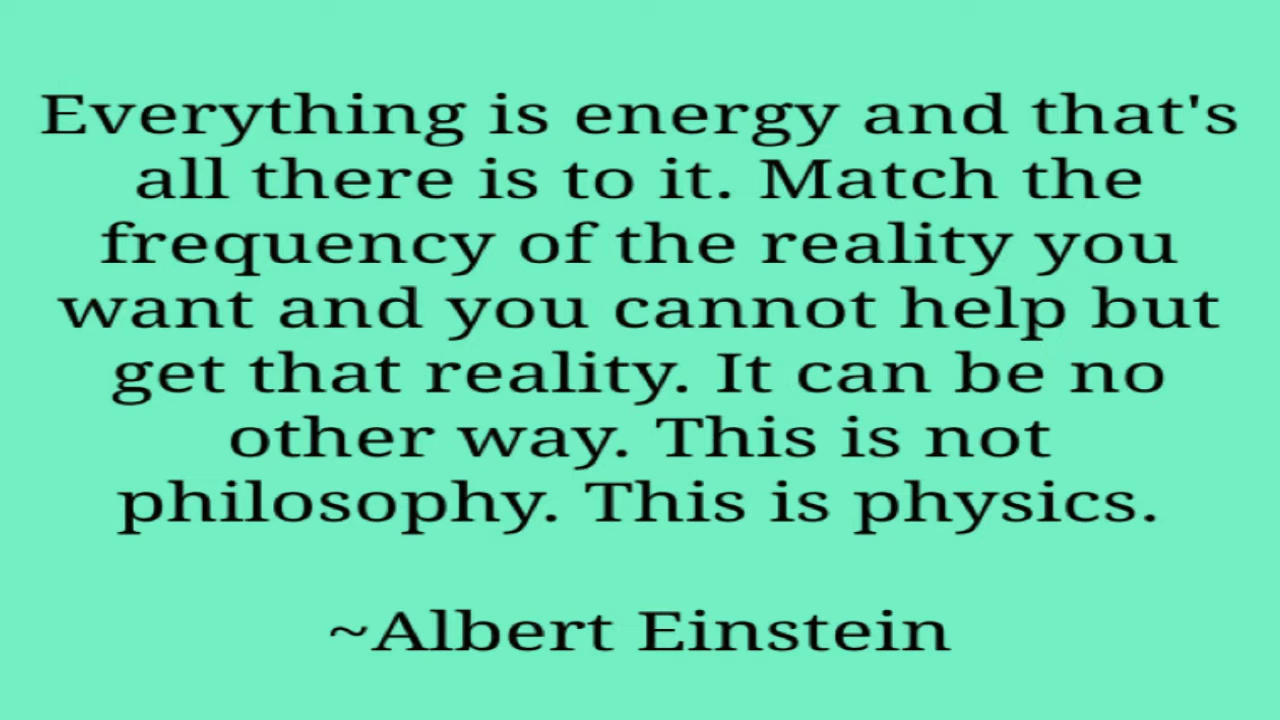 Everything is energy and that's
all there is to it. Match the
frequency of the reality you
want and you cannot help but
get that reality. It can be no
other way. This is not
philosophy. This is physics.
~Albert Einstein